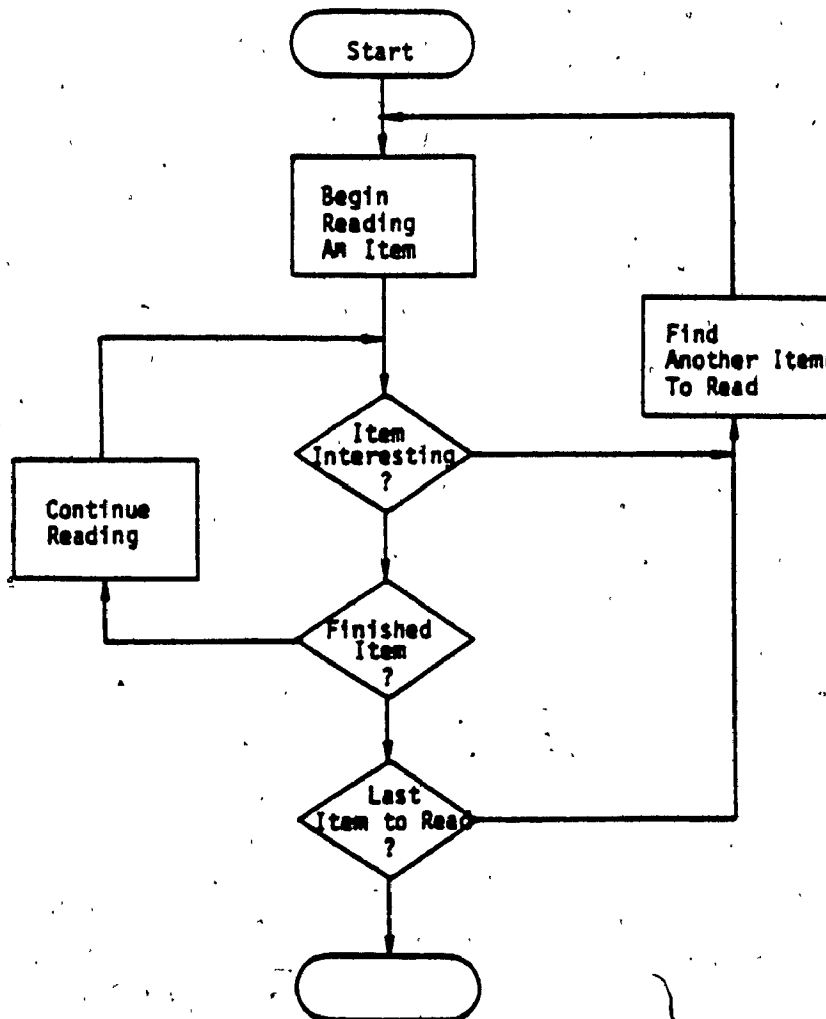 Start
Begin
Reading
An Item
Find
Another Item
To Read
Item
Interesting
?
Continue
Reading
Finished
Item
?
Last
Item to Read
?